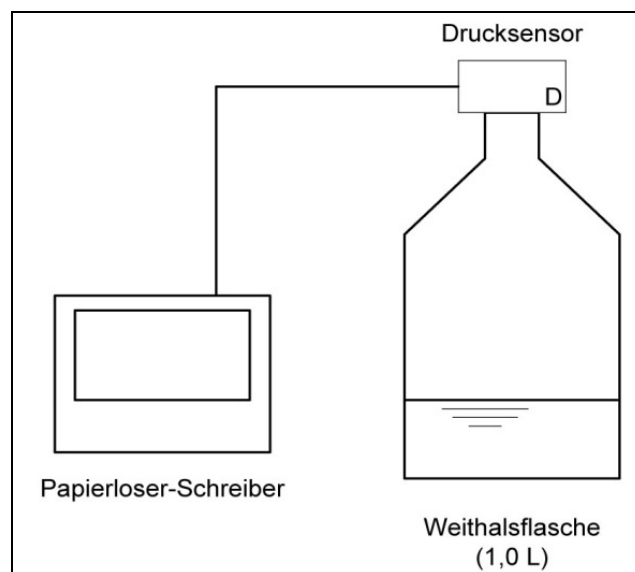 Drucksensor
D
Papierloser-Schreiber
Weithalsflasche
(1,0 L)